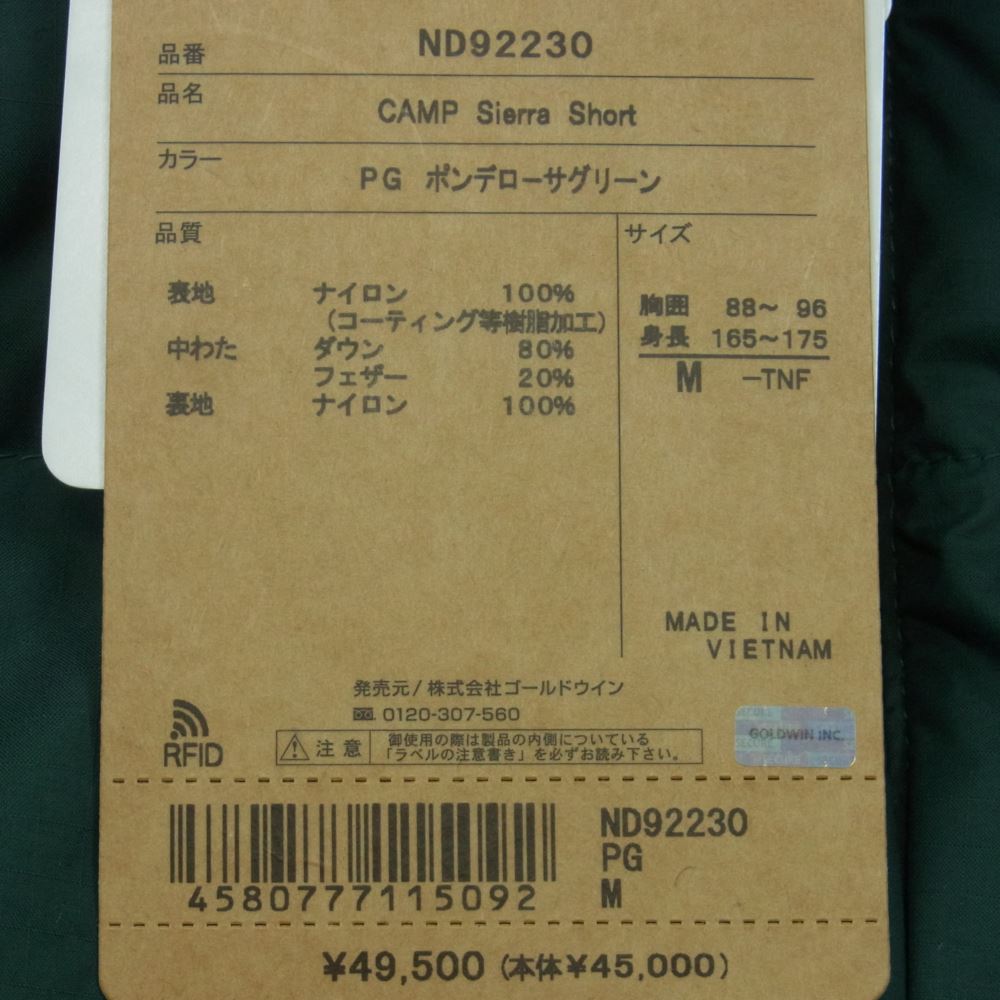 品番 ND92230
品名 CAMP Sierra Short
カラー PG ポンデローサグリーン
品質
表地 ナイロン 100%
(コーティング等樹脂加工)
中わた ダウン 80%
フェザー 20%
裏地 ナイロン 100%
サイズ
胸囲 88~ 96
身長 165~175
M -TNF
MADE IN
VIETNAM
発売元/株式会社ゴールドウイン
0120-307-560
RFID
注意
御使用の際は製品の内側についている
「ラベルの注意書き」を必ずお読み下さい。
GOLDWIN INC.
4580777115092
ND92230
PG
M
¥49,500 (本体¥45,000)